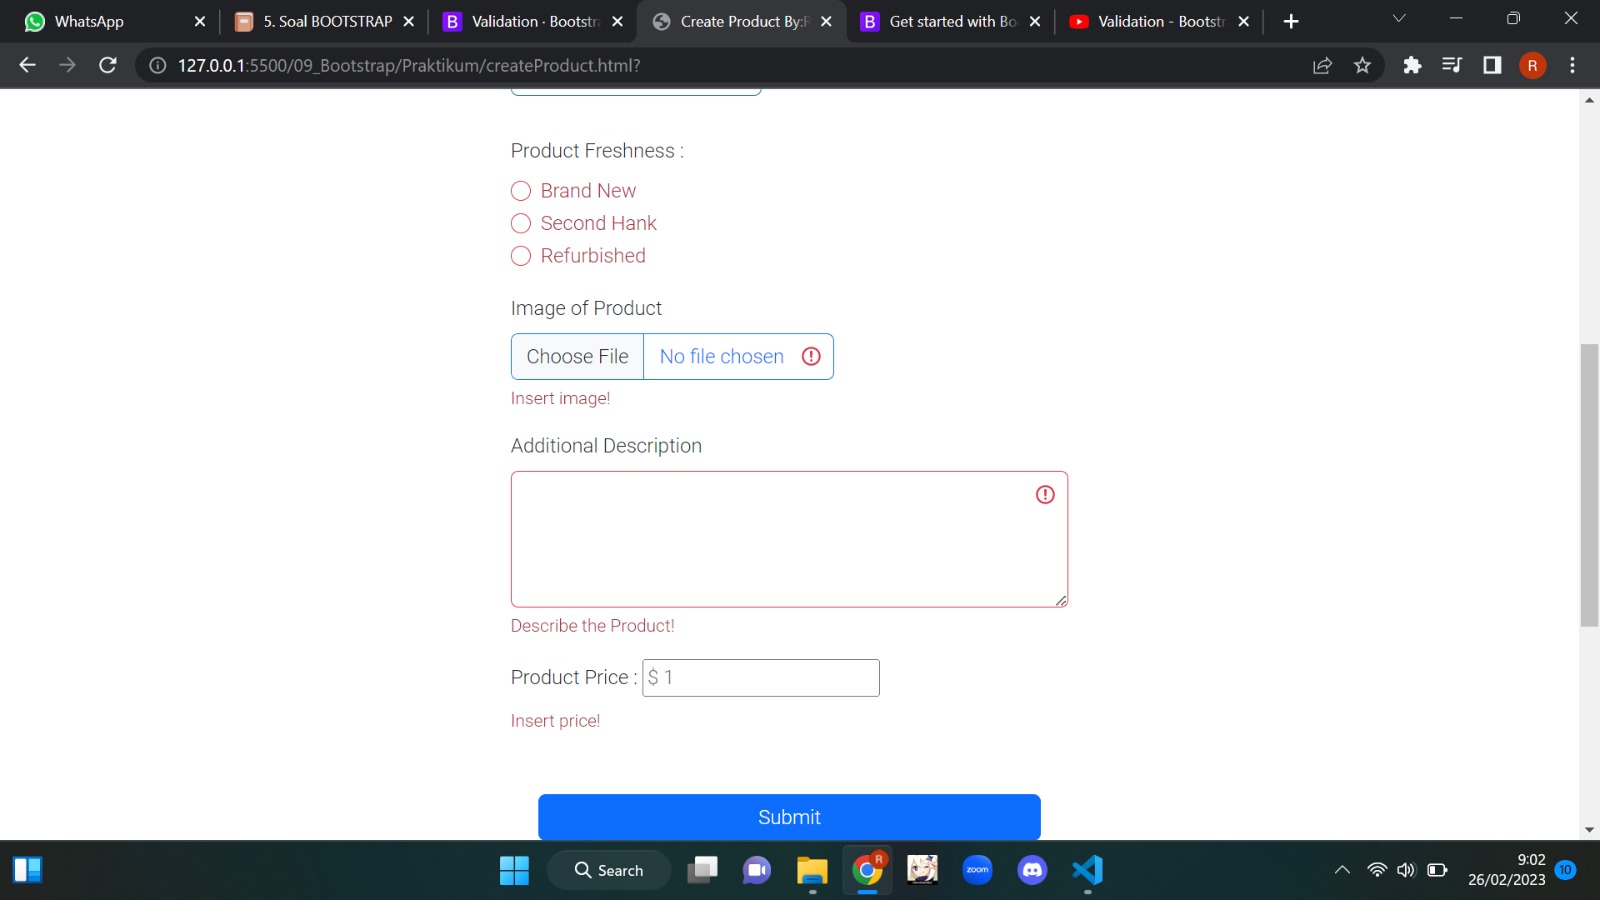 WhatsApp
5. Soal BOOTSTRAP
Validation · Bootstr
Create Product By:R
Get started with Bo
Validation - Bootstr
127.0.0.1:5500/09_Bootstrap/Praktikum/createProduct.html?
R
Product Freshness :
Brand New
Second Hank
Refurbished
Image of Product
Choose File No file chosen
Insert image!
Additional Description
Describe the Product!
Product Price : $ 1
Insert price!
Submit
Search
R
zoom
9:02
26/02/2023
10